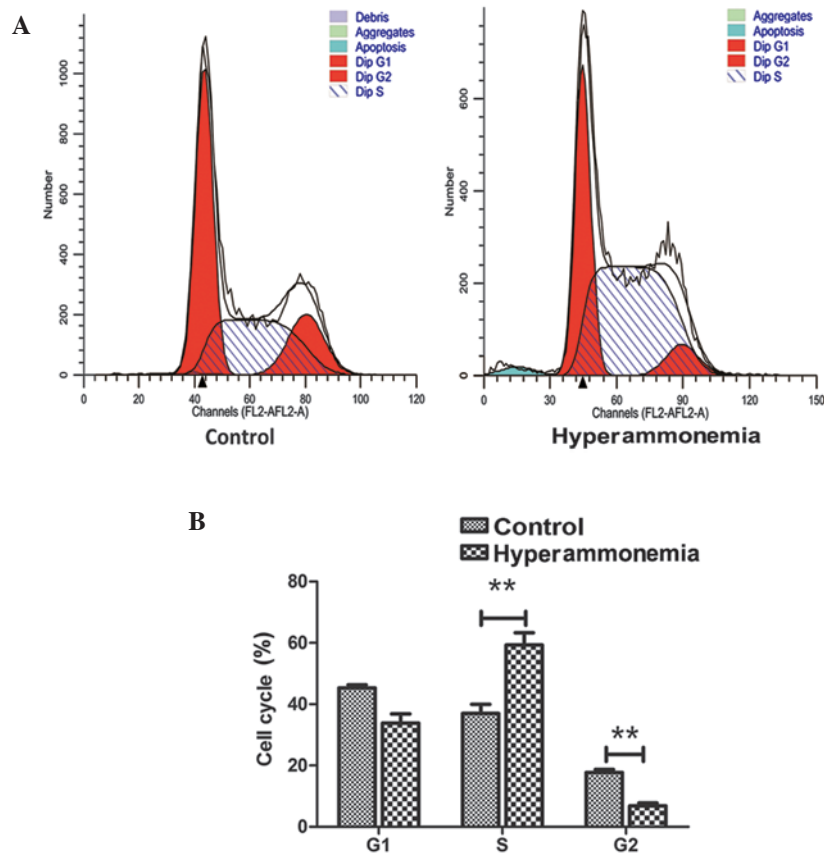 A
Debris
Aggregates
Apoptosis
Dip G1
Dip G2
Dip S
Number
1000
800
600
400
200
0
0 20 40 60 80 100 120
Channels (FL2-AFL2-A)
Control
Aggregates
Apoptosis
Dip G1
Dip G2
Dip S
Number
600
400
200
0
0 30 60 90 120 150
Channels (FL2-AFL2-A)
Hyperammonemia
B
Control
Hyperammonemia
Cell cycle (%)
80
60
40
20
0
**
**
G1 S G2